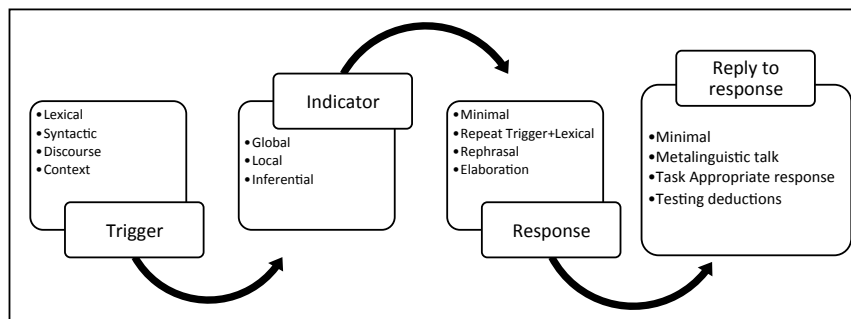 •Lexical
•Syntactic
•Discourse
•Context
Trigger
Indicator
•Global
•Local
•Inferential
•Minimal
•Repeat Trigger+Lexical
•Rephrasal
•Elaboration
Response
Reply to
response
•Minimal
•Metalinguistic talk
•Task Appropriate response
•Testing deductions